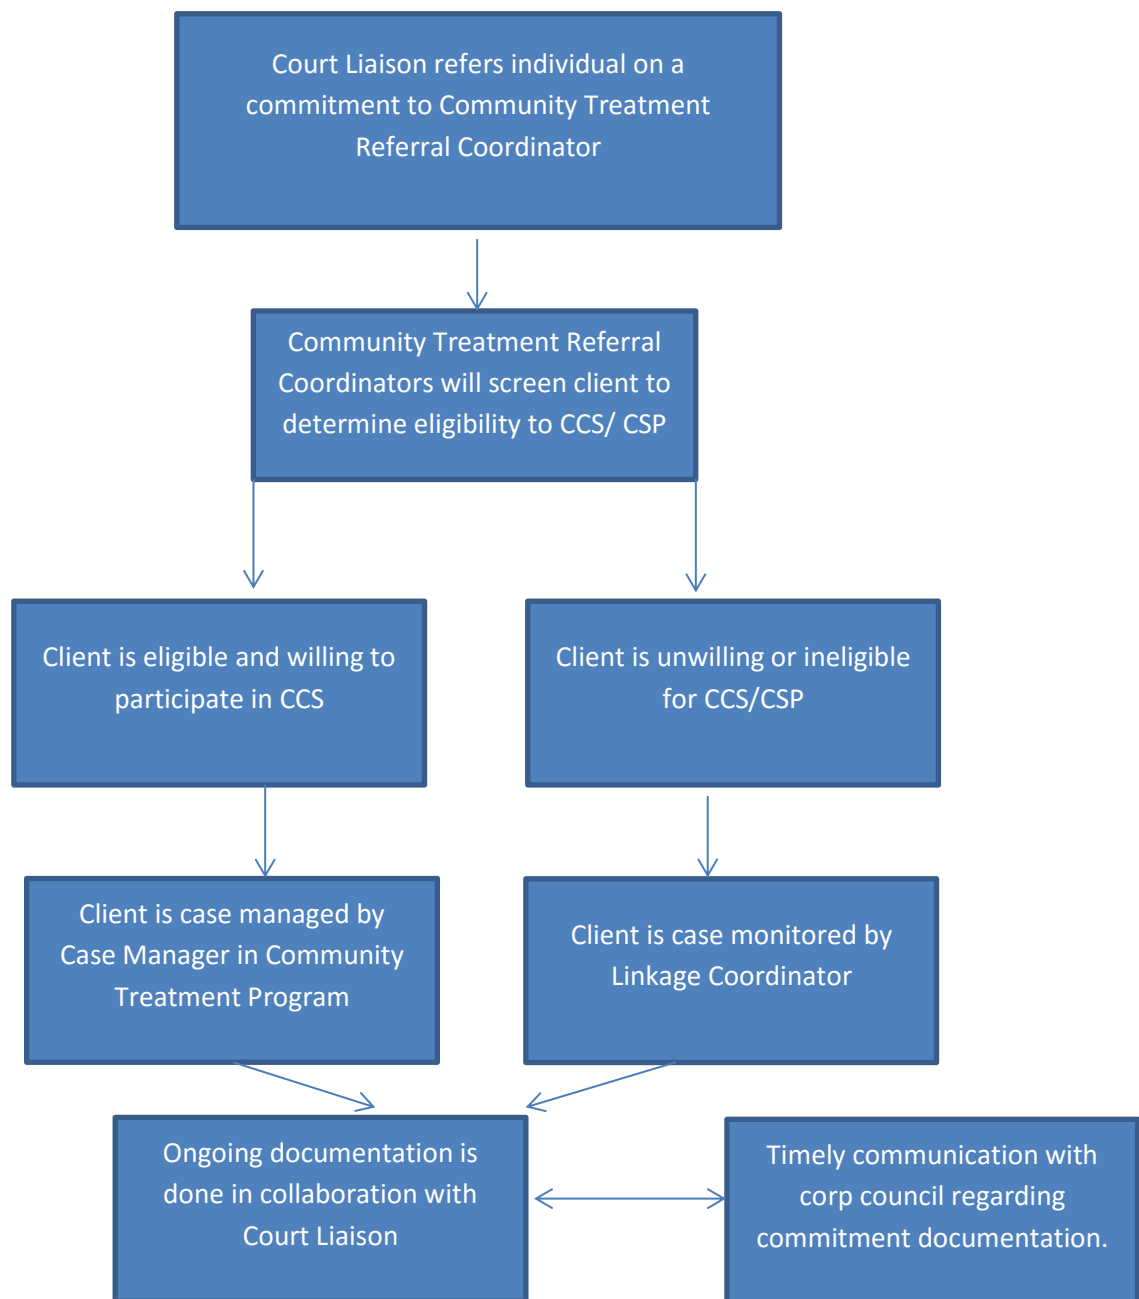 Court Liaison refers individual on a
commitment to Community Treatment
Referral Coordinator
Community Treatment Referral
Coordinators will screen client to
determine eligibility to CCS/ CSP
Client is eligible and willing to
participate in CCS
Client is unwilling or ineligible
for CCS/CSP
Client is case managed by
Case Manager in Community
Treatment Program
Client is case monitored by
Linkage Coordinator
Ongoing documentation is
done in collaboration with
Court Liaison
Timely communication with
corp council regarding
commitment documentation.